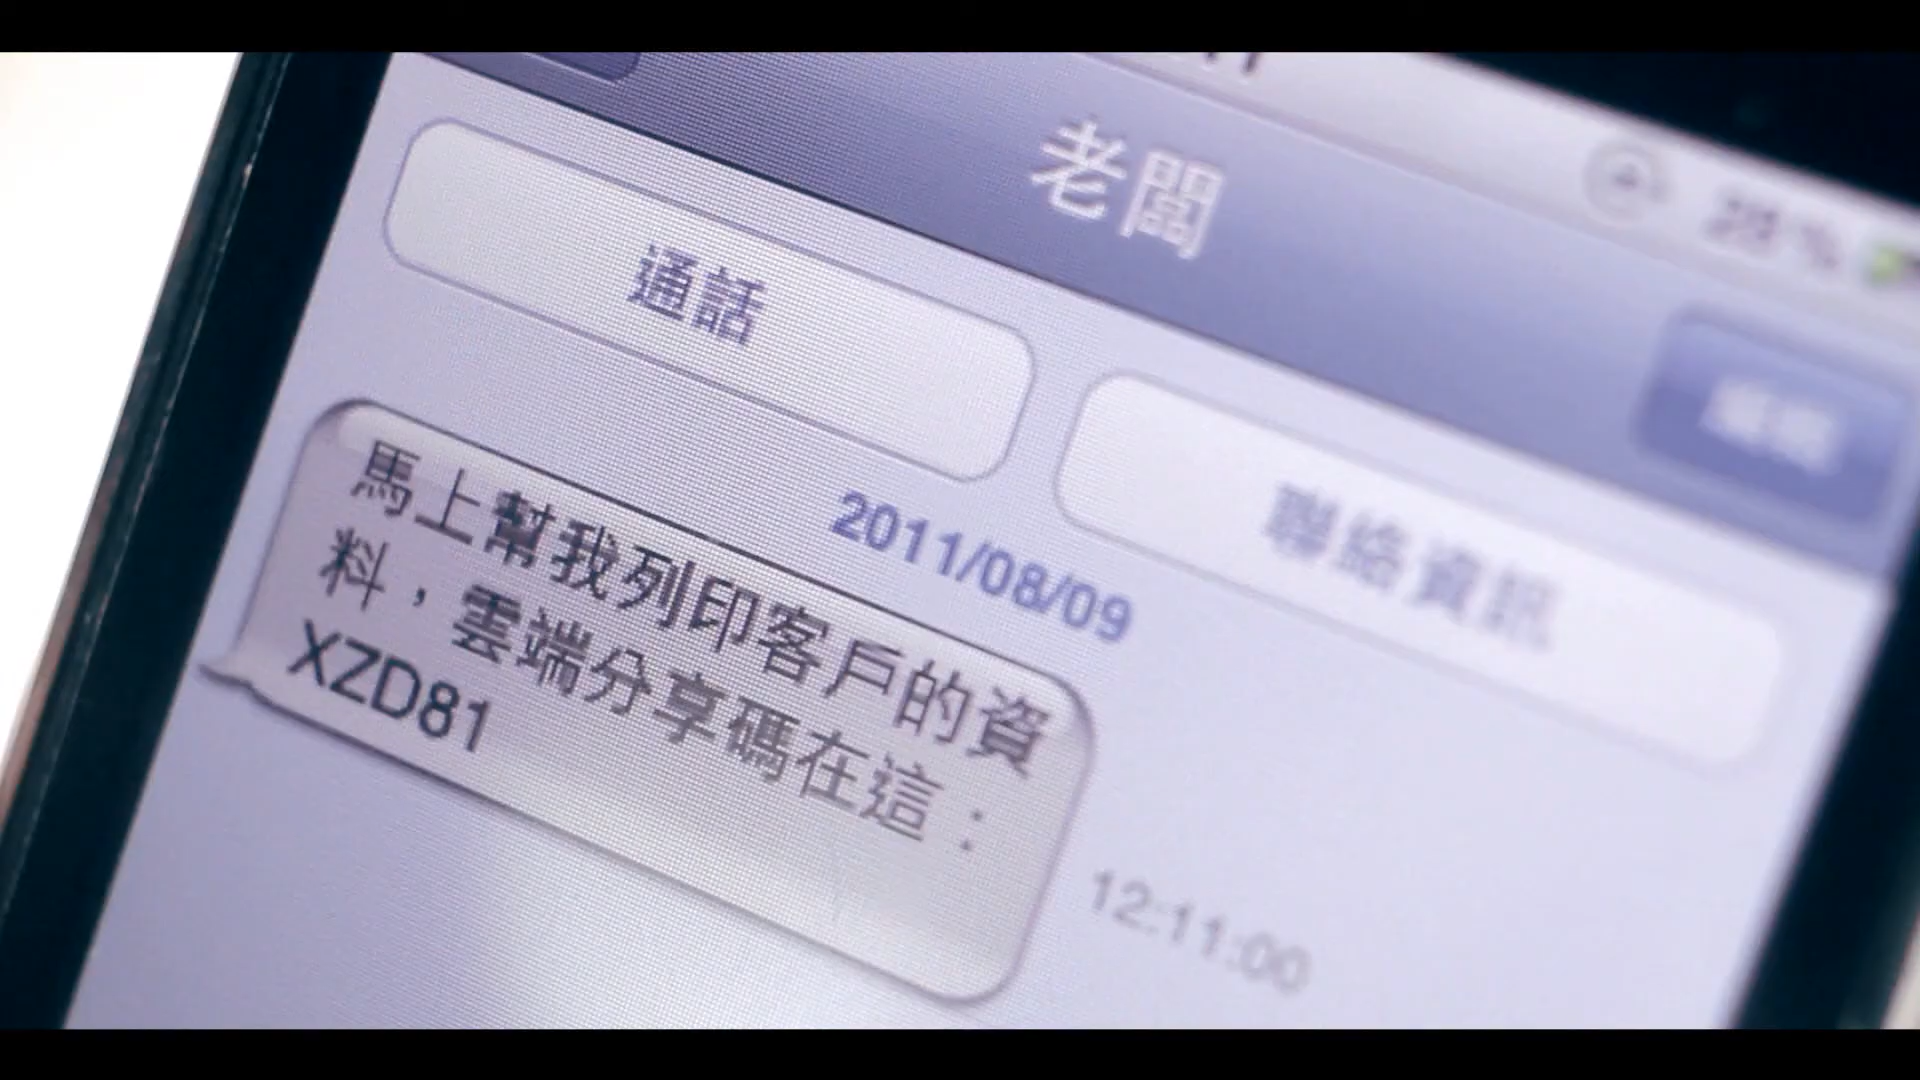 老闆
通話
聯絡資訊
2011/08/09
馬上幫我列印客戶的資
料，雲端分享碼在這：
XZD81
12:11:00